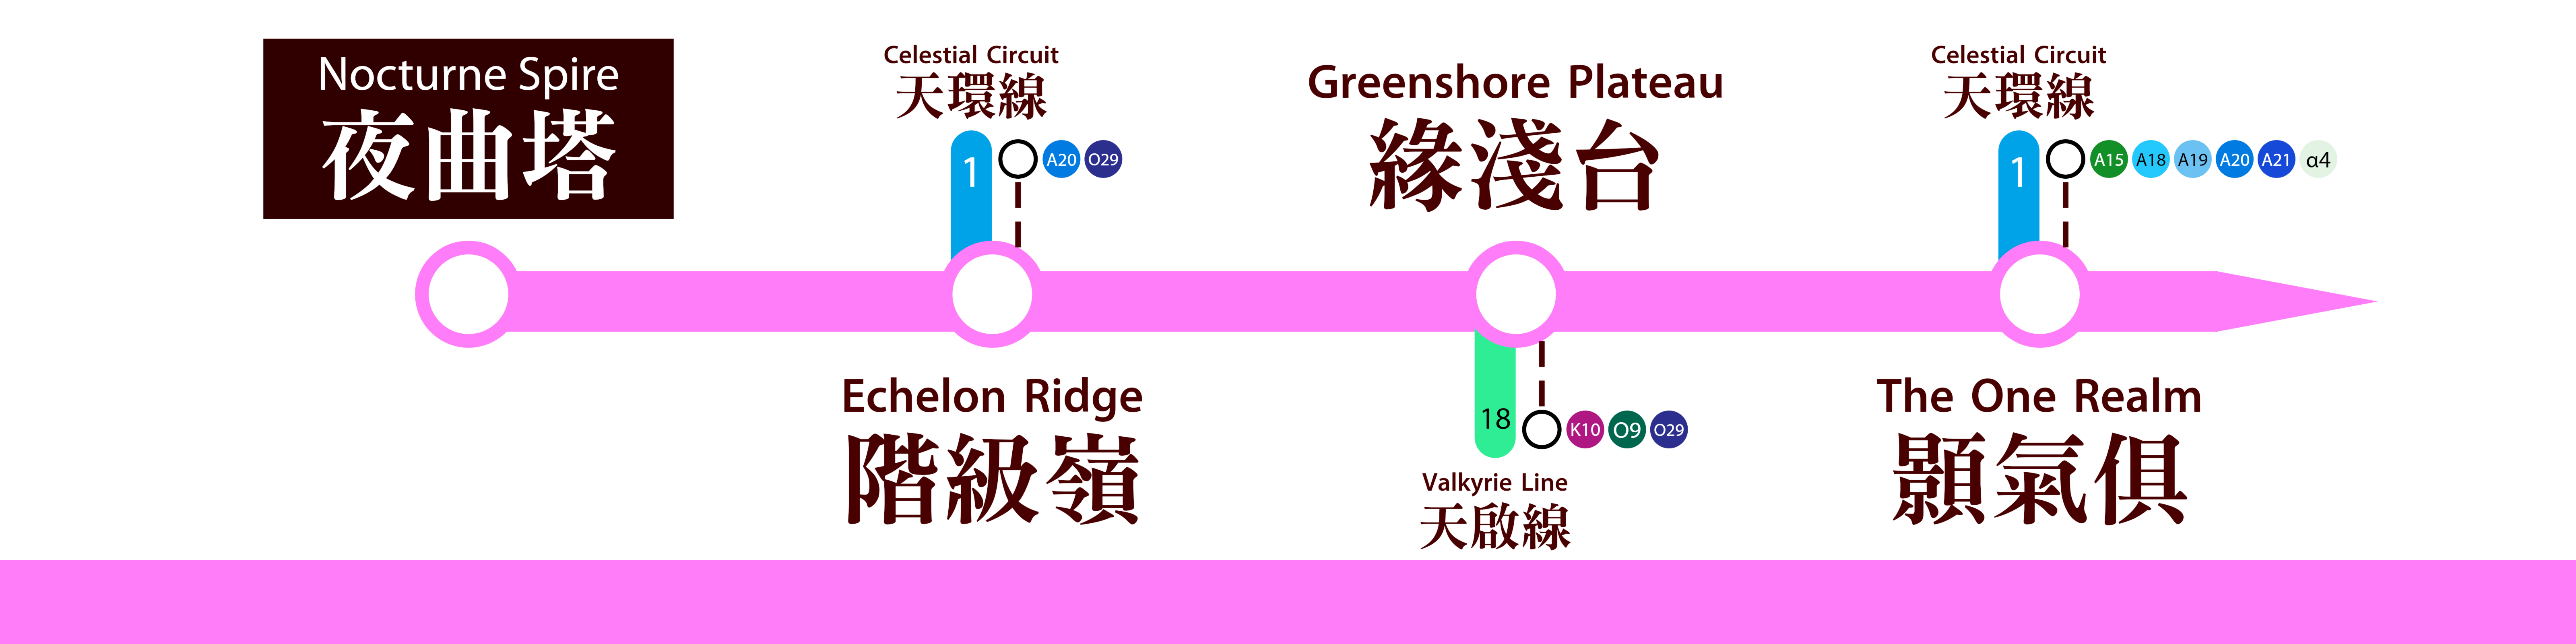 Nocturne Spire
夜曲塔
Celestial Circuit
天環線
1
A20 O29
Echelon Ridge
階級嶺
Greenshore Plateau
緣淺台
18
K10 O9 O29
Valkyrie Line
天啟線
Celestial Circuit
天環線
1
A15 A18 A19 A20 A21 α4
The One Realm
顥氣俱